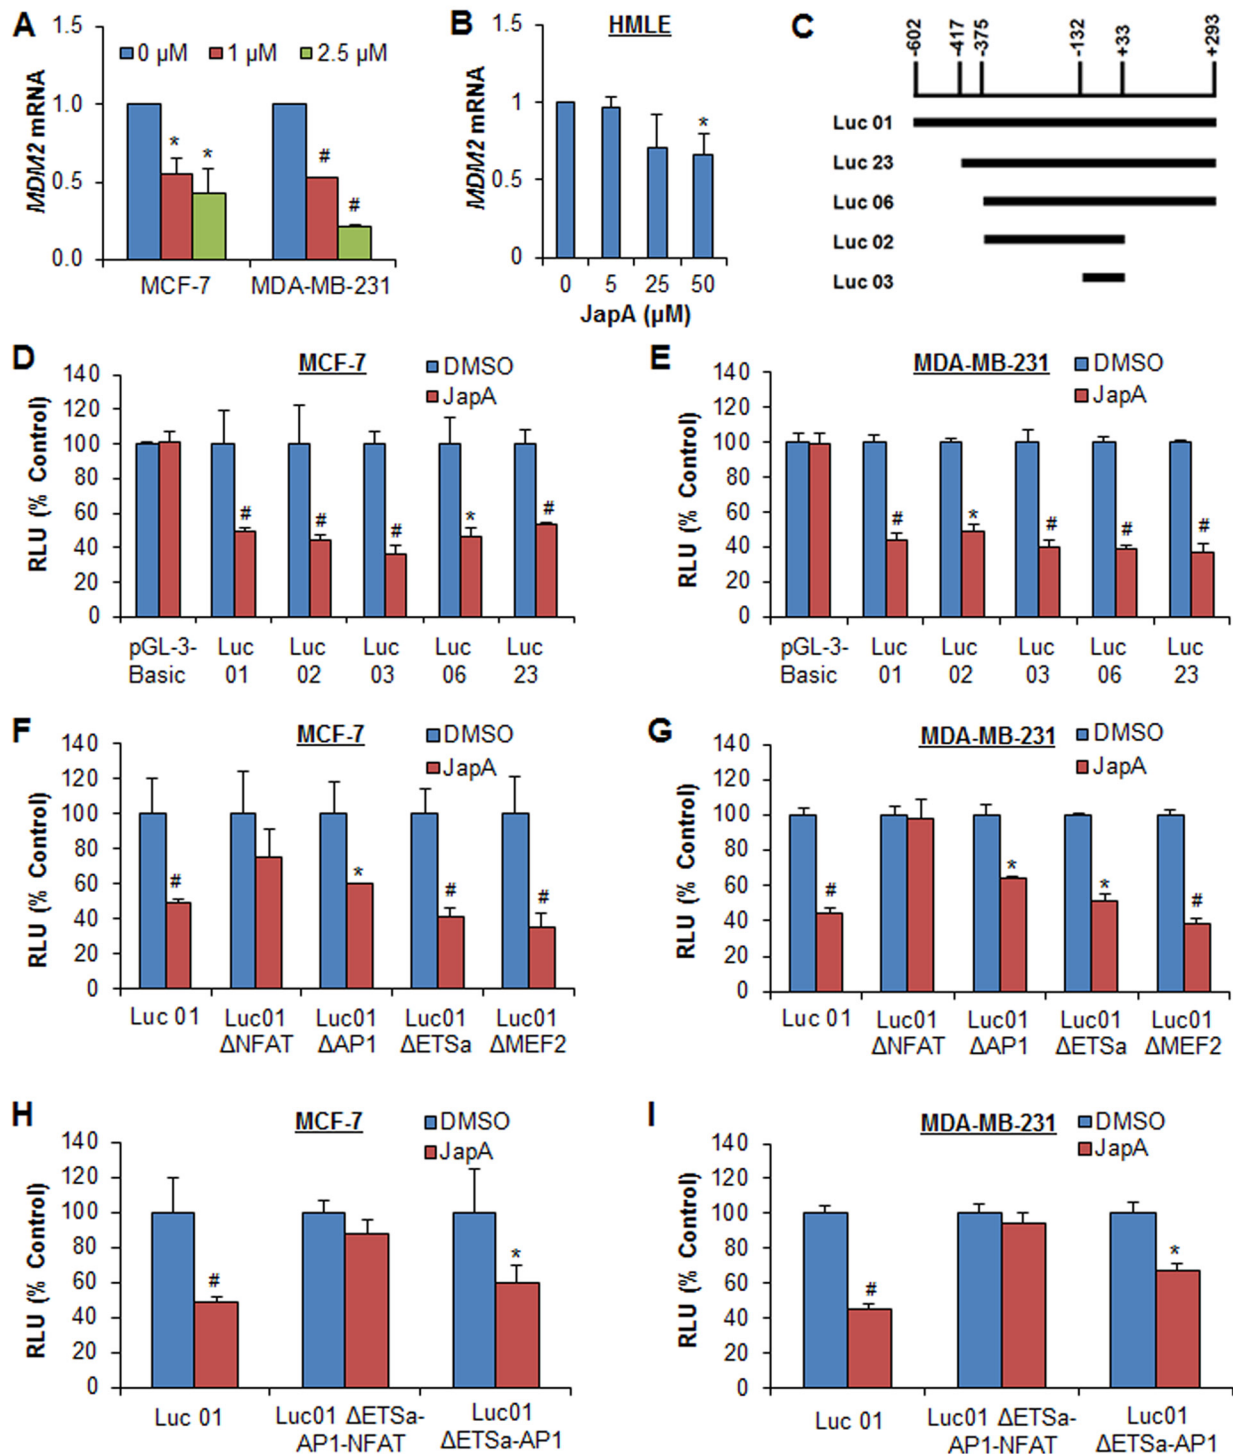 A
1.5
0 µM 1 µM 2.5 µM
MDM2 mRNA
1.0
* *
#
#
0.5
0.0
MCF-7 MDA-MB-231
B
HMLE
1.5
MDM2 mRNA
1
*
0.5
0
0 5 25 50
JapA (µM)
C
-602 -417 -375 -132 +33 +293
Luc 01
Luc 23
Luc 06
Luc 02
Luc 03
D
MCF-7
DMSO
JapA
RLU (% Control)
140
120
100
80
60
40
20
0
# # # * #
pGL-3-Basic Luc 01 Luc 02 Luc 03 Luc 06 Luc 23
E
MDA-MB-231
DMSO
JapA
RLU (% Control)
140
120
100
80
60
40
20
0
# * # # #
pGL-3-Basic Luc 01 Luc 02 Luc 03 Luc 06 Luc 23
F
MCF-7
DMSO
JapA
RLU (% Control)
140
120
100
80
60
40
20
0
# * # *
Luc 01 Luc01 ΔNFAT Luc01 ΔAP1 Luc01 ΔETSa Luc01 ΔMEF2
G
MDA-MB-231
DMSO
JapA
RLU (% Control)
140
120
100
80
60
40
20
0
# * * #
Luc 01 Luc01 ΔNFAT Luc01 ΔAP1 Luc01 ΔETSa Luc01 ΔMEF2
H
MCF-7
DMSO
JapA
RLU (% Control)
140
120
100
80
60
40
20
0
# *
Luc 01 Luc01 ΔETSa-AP1-NFAT Luc01 ΔETSa-AP1
I
MDA-MB-231
DMSO
JapA
RLU (% Control)
140
120
100
80
60
40
20
0
# *
Luc 01 Luc01 ΔETSa-AP1-NFAT Luc01 ΔETSa-AP1